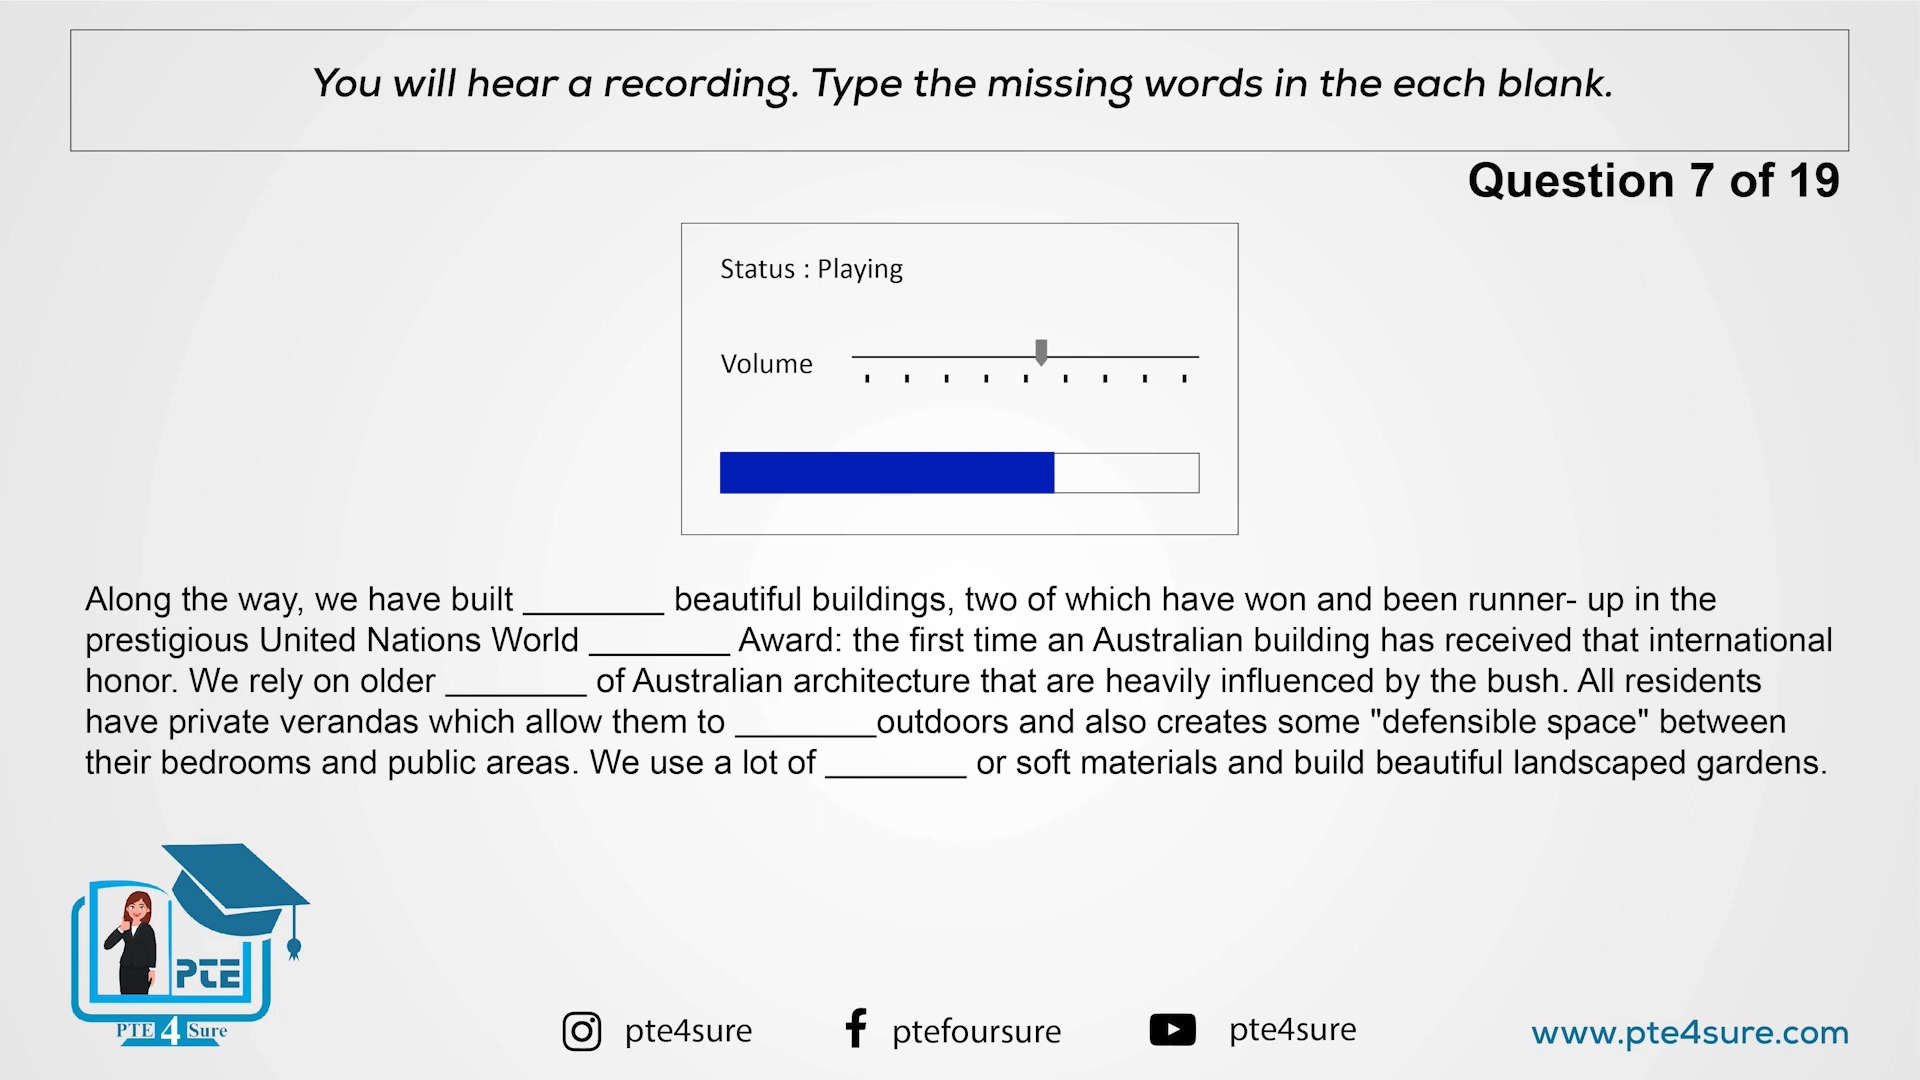 You will hear a recording. Type the missing words in the each blank.
Question 7 of 19
Status : Playing
Volume
Along the way, we have built ________ beautiful buildings, two of which have won and been runner- up in the
prestigious United Nations World ________ Award: the first time an Australian building has received that international
honor. We rely on older ________ of Australian architecture that are heavily influenced by the bush. All residents
have private verandas which allow them to ________outdoors and also creates some "defensible space" between
their bedrooms and public areas. We use a lot of ________ or soft materials and build beautiful landscaped gardens.
PTE
PTE 4 Sure
pte4sure
ptefoursure
pte4sure
www.pte4sure.com